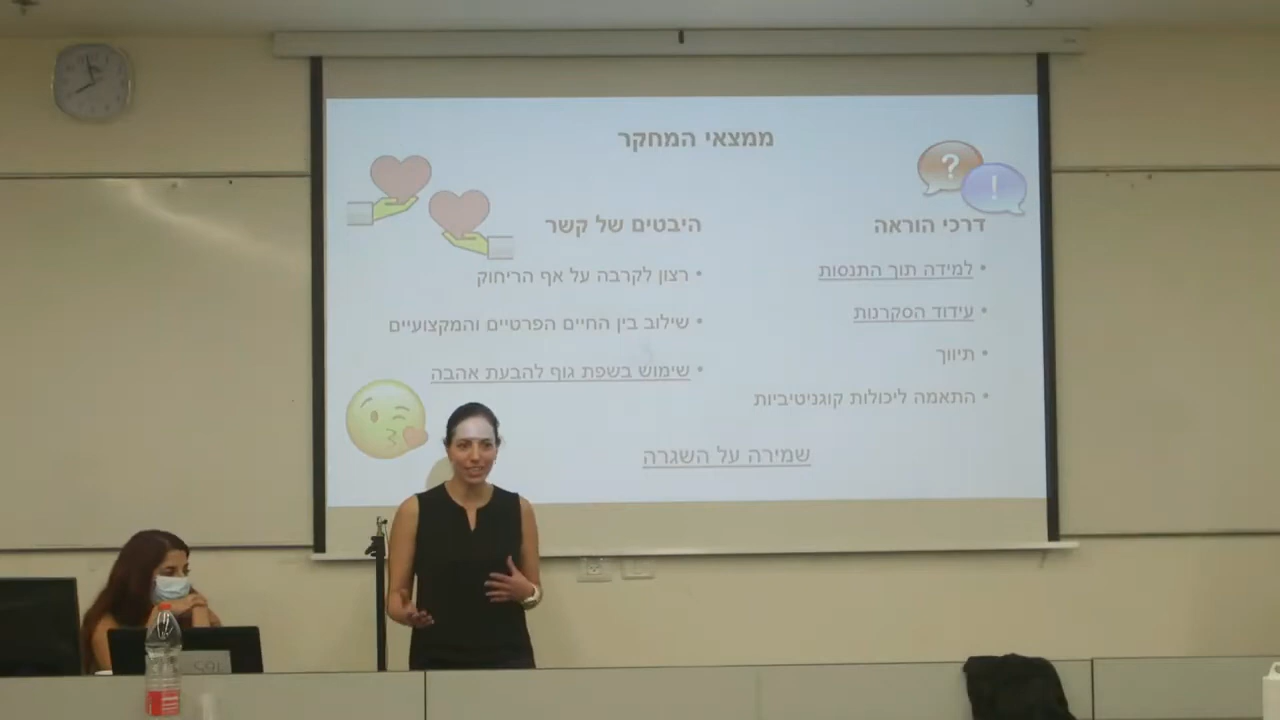 ממצאי המחקר
דרכי הוראה
• למידה תוך התנסות
• עידוד הסקרנות
• תיווך
• התאמה ליכולות קוגניטיביות
היבטים של קשר
• רצון לקרבה על אף הריחוק
• שילוב בין החיים הפרטיים והמקצועיים
• שימוש בשפת גוף להבעת אהבה
שמירה על השגרה
? !